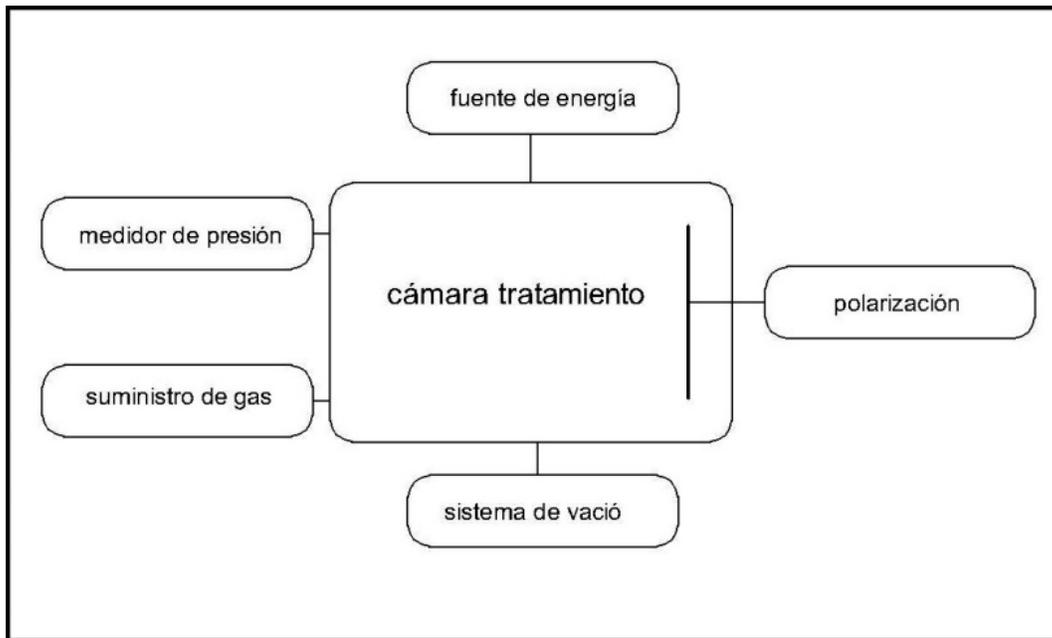 fuente de energía
medidor de presión
cámara tratamiento
polarización
suministro de gas
sistema de vació